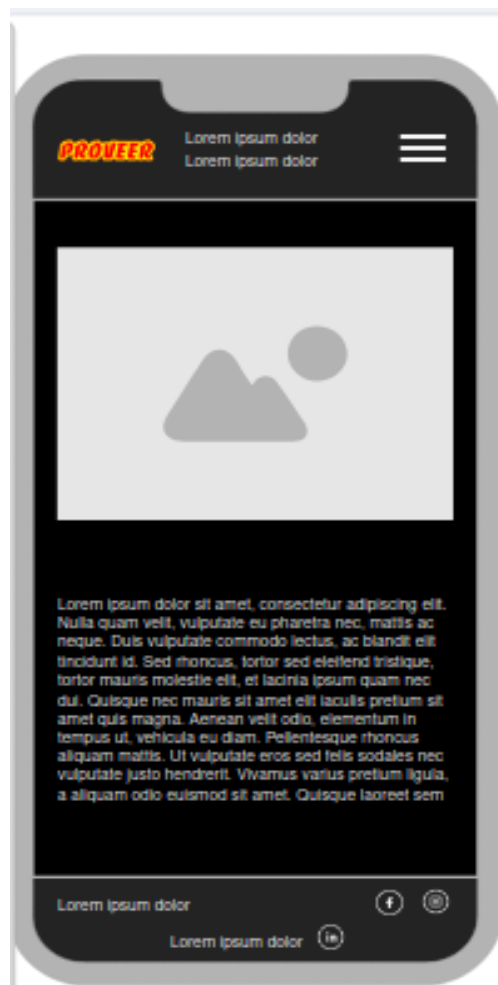 PROVEER
Lorem ipsum dolor
Lorem ipsum dolor
Lorem ipsum dolor sit amet, consectetur adipiscing elit.
Nulla quam velit, vulputate eu pharetra nec, mattis ac
neque. Duis vulputate commodo lectus, ac blandit elit
tincidunt id. Sed rhoncus, tortor sed eleifend tristique,
tortor mauris molestie elit, et lacinia ipsum quam nec
dui. Quisque nec mauris sit amet elit iaculis pretium sit
amet quis magna. Aenean velit odio, elementum in
tempus ut, vehicula eu diam. Pellentesque rhoncus
aliquam mattis. Ut vulputate eros sed felis sodales nec
vulputate justo hendrerit. Vivamus varius pretium ligula,
a aliquam odio euismod sit amet. Quisque laoreet sem
Lorem ipsum dolor
f
Lorem ipsum dolor
in